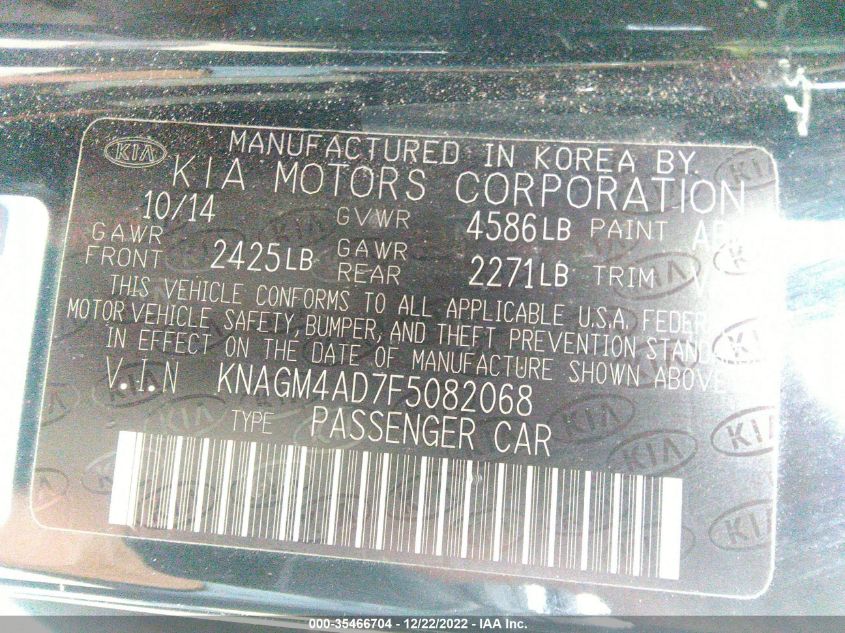 KIA
MANUFACTURED IN KOREA BY
KIA MOTORS CORPORATION
10/14 GVWR 4586LB PAINT
GAWR FRONT 2425LB GAWR REAR 2271LB TRIM
THIS VEHICLE CONFORMS TO ALL APPLICABLE U.S.A. FEDER
MOTOR VEHICLE SAFETY, BUMPER, AND THEFT PREVENTION STAND
IN EFFECT ON THE DATE OF MANUFACTURE SHOWN ABOVE
V.I.N KNAGM4AD7F5082068
TYPE PASSENGER CAR
000-35466704 - 12/22/2022 - IAA Inc.